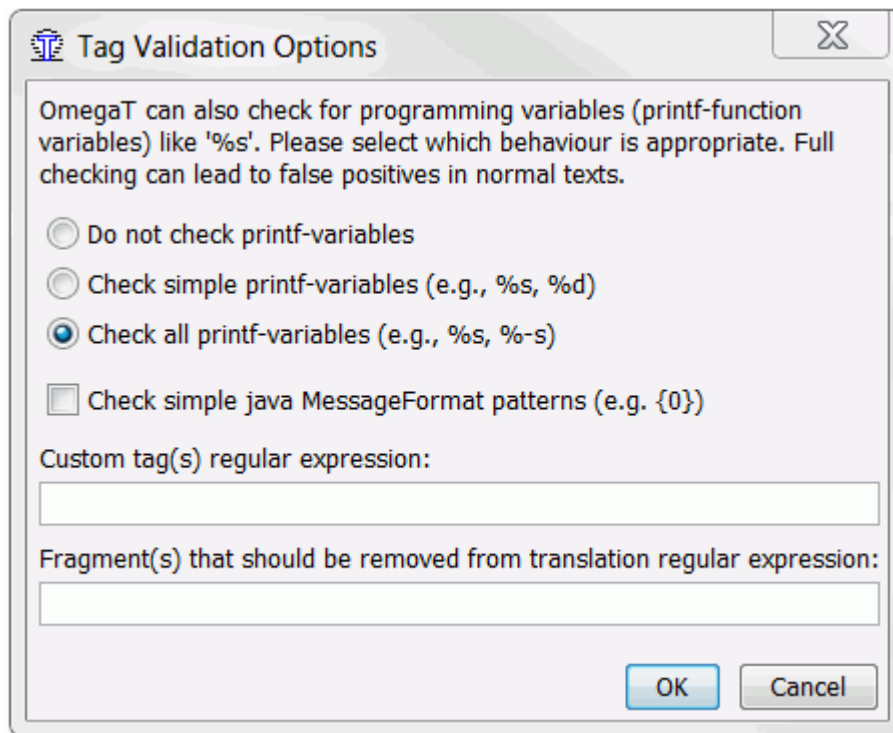 Tag Validation Options
OmegaT can also check for programming variables (printf-function
variables) like '%s'. Please select which behaviour is appropriate. Full
checking can lead to false positives in normal texts.
Do not check printf-variables
Check simple printf-variables (e.g., %s, %d)
Check all printf-variables (e.g., %s, %-s)
Check simple java MessageFormat patterns (e.g. {0})
Custom tag(s) regular expression:
Fragment(s) that should be removed from translation regular expression:
OK Cancel